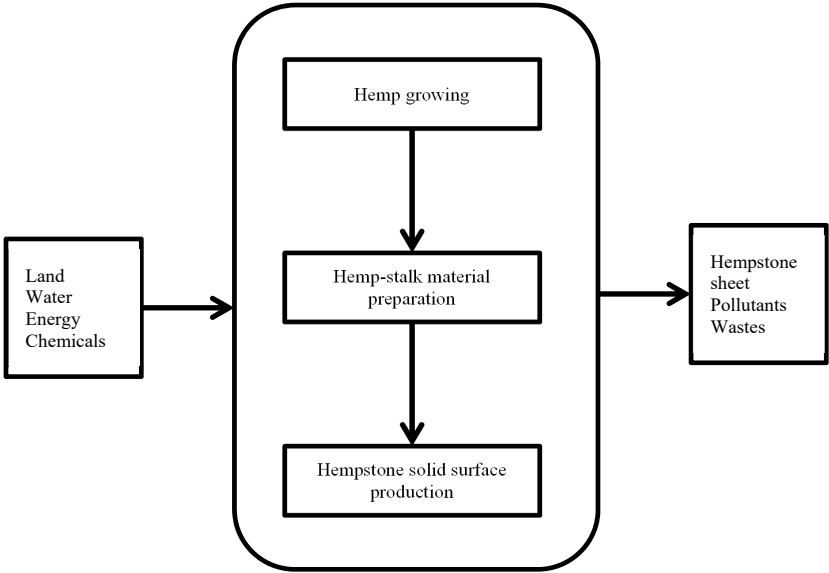 Hemp growing
Land
Water
Energy
Chemicals
Hemp-stalk material
preparation
Hempstone solid surface
production
Hempstone
sheet
Pollutants
Wastes